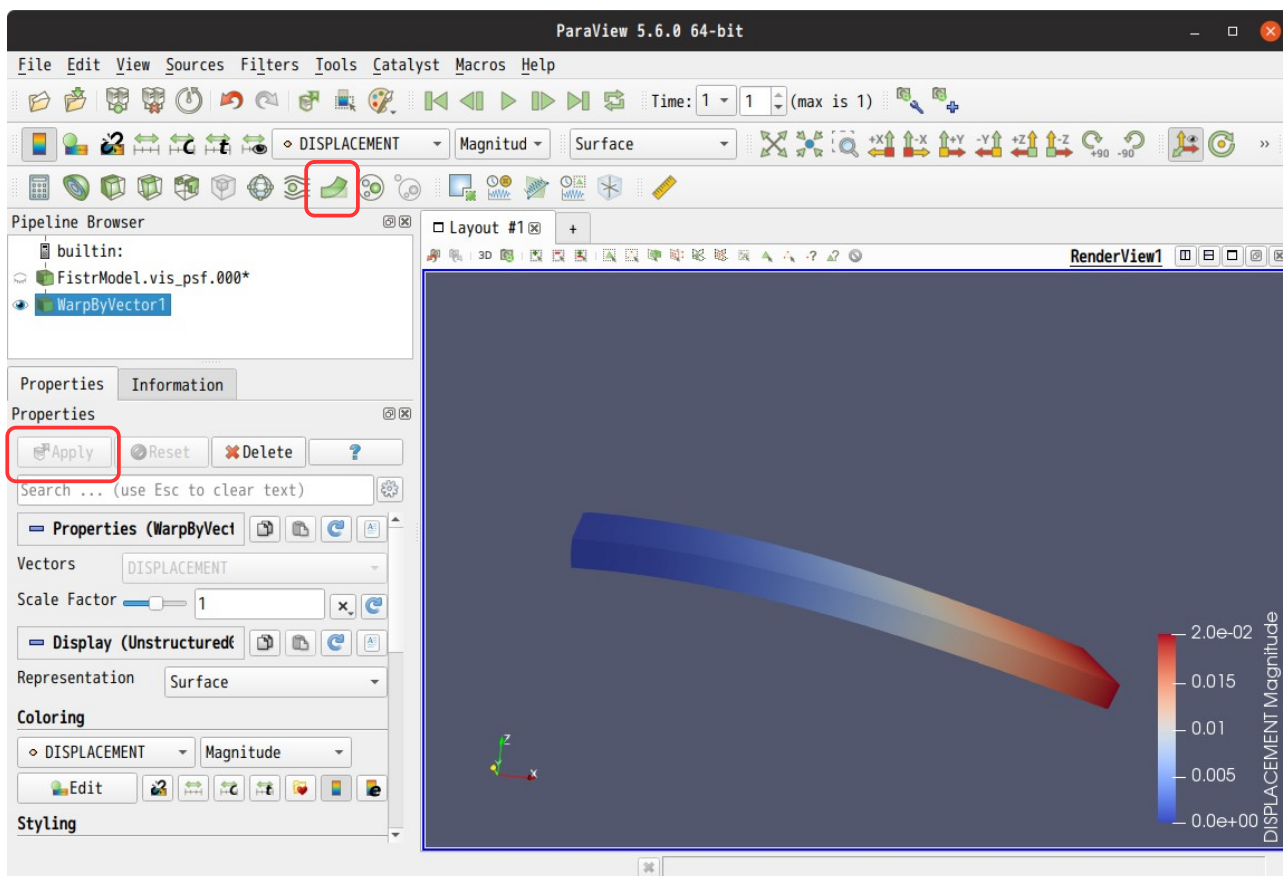 ParaView 5.6.0 64-bit
File Edit View Sources Filters Tools Catalyst Macros Help
Time: 1 1 (max is 1)
DISPLACEMENT Magnitud Surface
+X -X +Y -Y +Z -Z +90 -90 »
Pipeline Browser
Layout #1 +
builtin:
3D RenderView1
FistrModel.vis_psf.000*
WarpByVector1
Properties Information
Properties
Apply Reset Delete ?
Search ... (use Esc to clear text)
Properties (WarpByVect
Vectors DISPLACEMENT
Scale Factor 1
Display (Unstructured
Representation Surface
Coloring
DISPLACEMENT Magnitude
Edit
Styling
Z
Y
X
2.0e-02
0.015
0.01
0.005
0.0e+00
DISPLACEMENT Magnitude